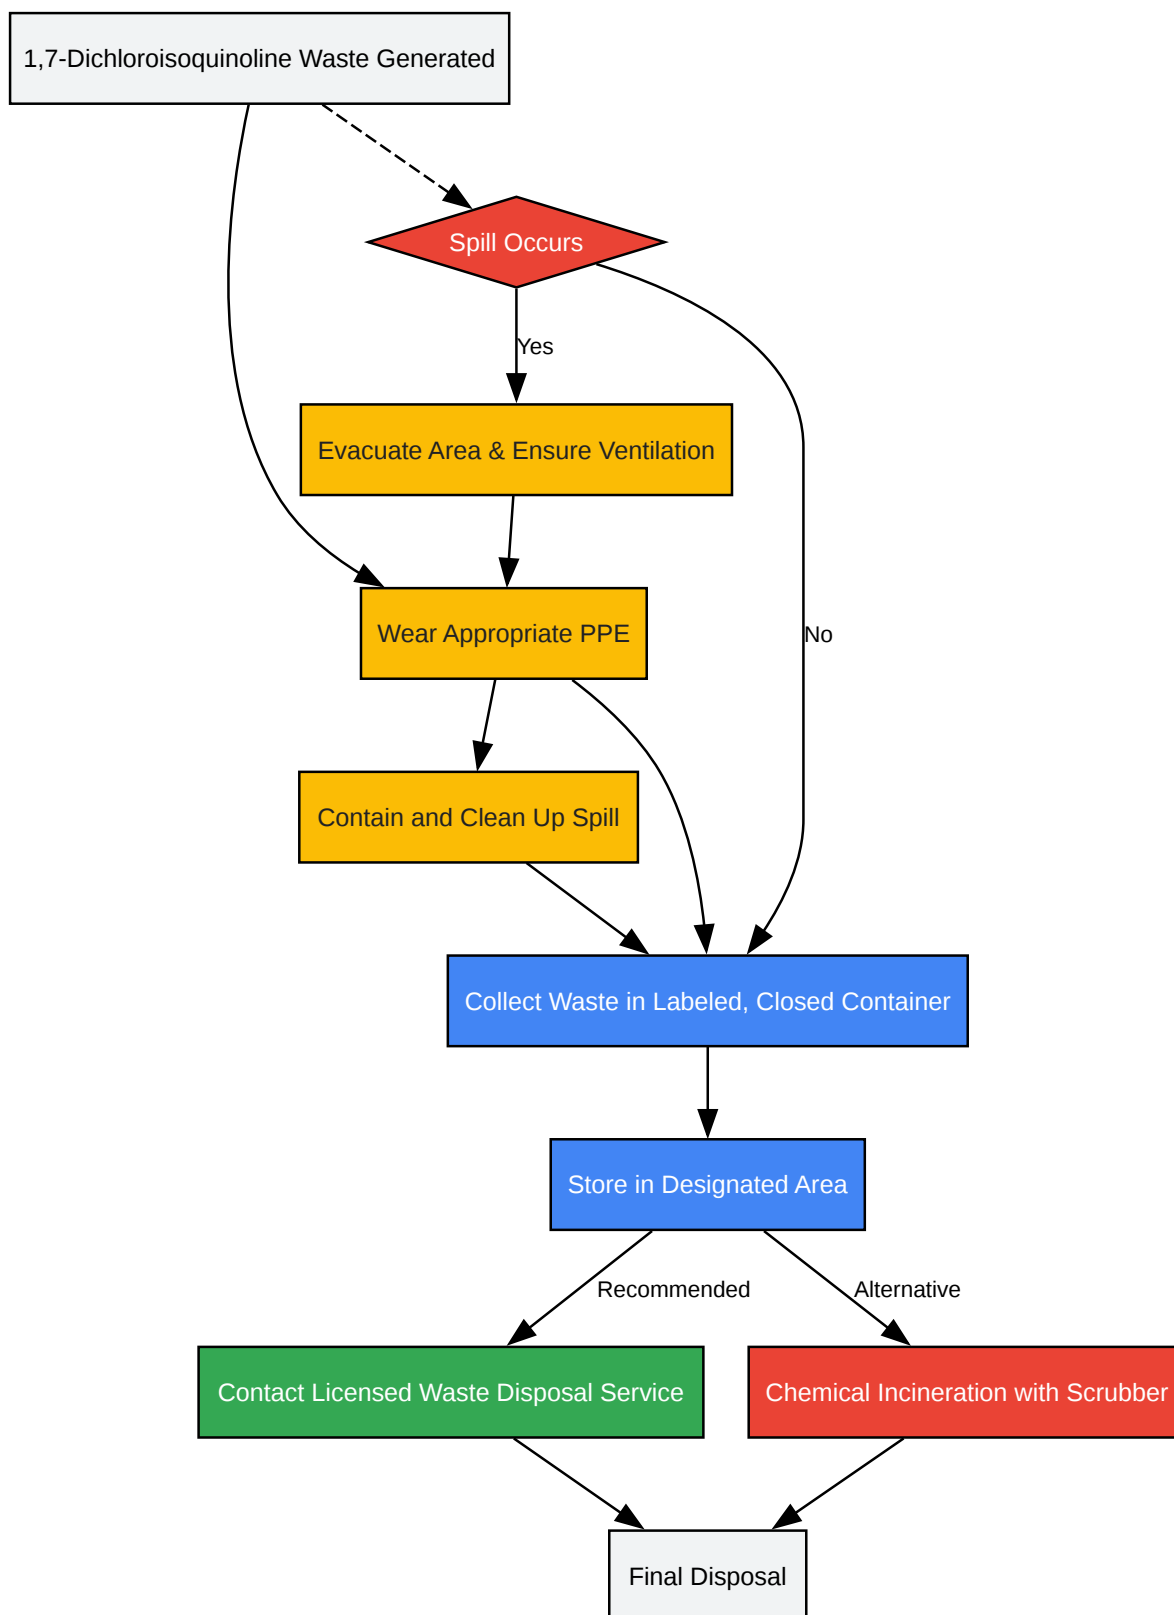 1,7-Dichloroisoquinoline Waste Generated
Spill Occurs
Yes
Evacuate Area & Ensure Ventilation
Wear Appropriate PPE
No
Contain and Clean Up Spill
Collect Waste in Labeled, Closed Container
Store in Designated Area
Recommended
Alternative
Contact Licensed Waste Disposal Service
Chemical Incineration with Scrubber
Final Disposal